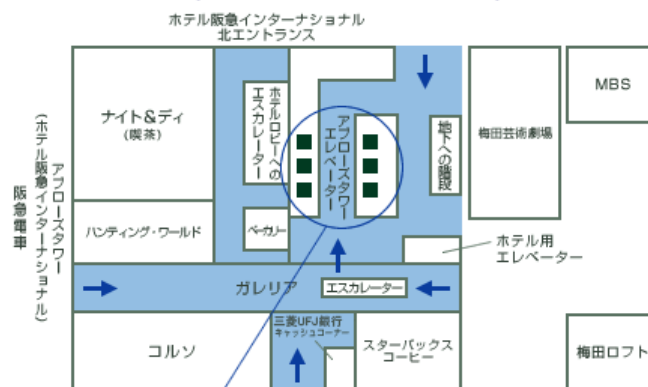 ホテル阪急インターナショナル
北エントランス
MBS
ナイト&ディ
(喫茶)
ホテルロビーへの
エスカレーター
アプローズタワー
エレベーター
地下への階段
梅田芸術劇場
アプローズタワー
(ホテル阪急インターナショナル)
阪急電車
ハンティング・ワールド
ベーカリー
ホテル用
エレベーター
ガレリア
エスカレーター
三菱UFJ銀行
キャッシュコーナー
コルソ
スターバックス
コーヒー
梅田ロフト